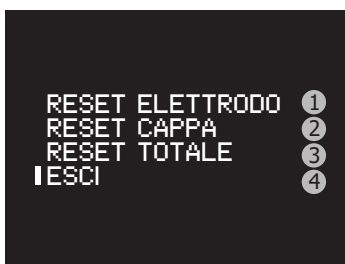 RESET ELETTRODO 1
RESET CAPPA 2
RESET TOTALE 3
ESCI 4